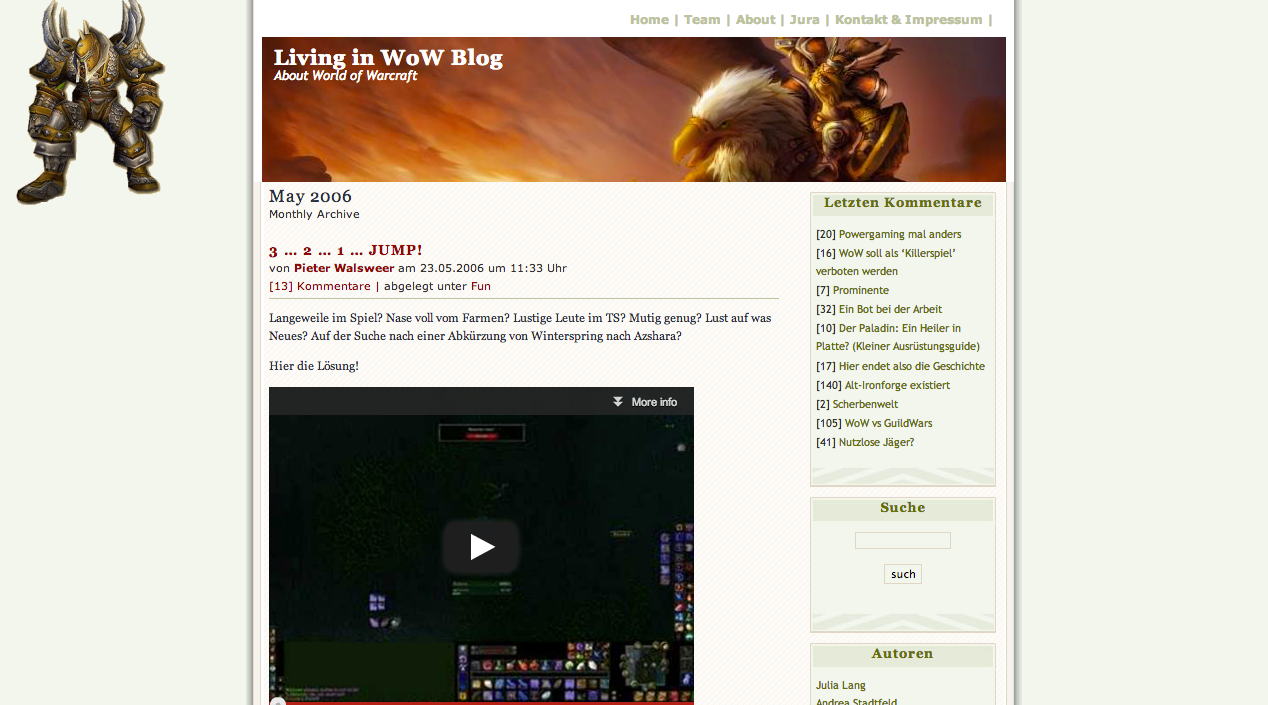 Home | Team | About | Jura | Kontakt & Impressum |
Living in WoW Blog
About World of Warcraft
May 2006
Monthly Archive
3 ... 2 ... 1 ... JUMP!
von Pieter Walsweer am 23.05.2006 um 11:33 Uhr
[13] Kommentare | abgelegt unter Fun
Langeweile im Spiel? Nase voll vom Farmen? Lustige Leute im TS? Mutig genug? Lust auf was
Neues? Auf der Suche nach einer Abkürzung von Winterspring nach Azshara?
Hier die Lösung!
More info
Letzten Kommentare
[20] Powergaming mal anders
[16] WoW soll als ‘Killerspiel’
verboten werden
[7] Prominente
[32] Ein Bot bei der Arbeit
[10] Der Paladin: Ein Heiler in
Platte? (Kleiner Ausrüstungsguide)
[17] Hier endet also die Geschichte
[140] Alt-Ironforge existiert
[2] Scherbenwelt
[105] WoW vs GuildWars
[41] Nutzlose Jäger?
Suche
such
Autoren
Julia Lang
Andrea Stadtfeld